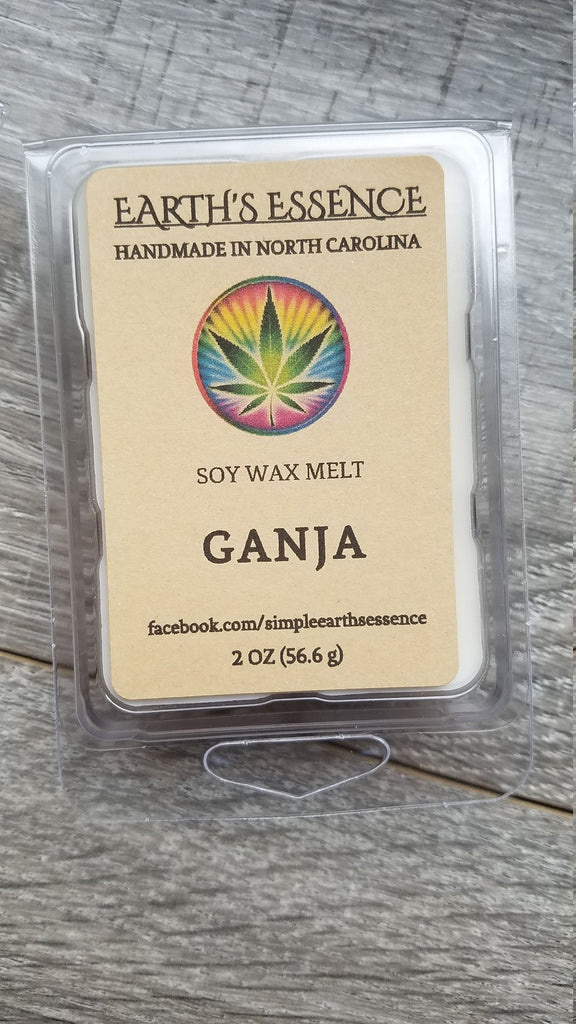 EARTH'S ESSENCE
HANDMADE IN NORTH CAROLINA
SOY WAX MELT
GANJA
facebook.com/simpleearthsessence
2 OZ (56.6 g)